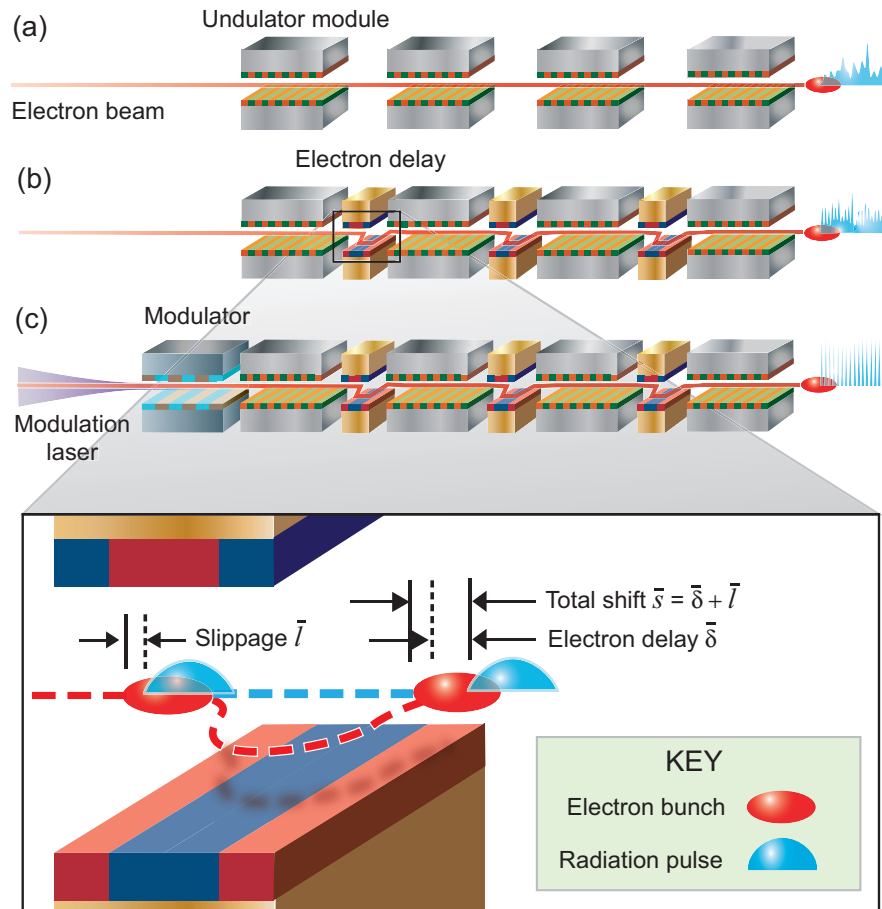 (a)
Undulator module
Electron beam
(b)
Electron delay
(c)
Modulator
Modulation
laser
Slippage l̄
Total shift s̄ = δ̄ + l̄
Electron delay δ̄
KEY
Electron bunch
Radiation pulse